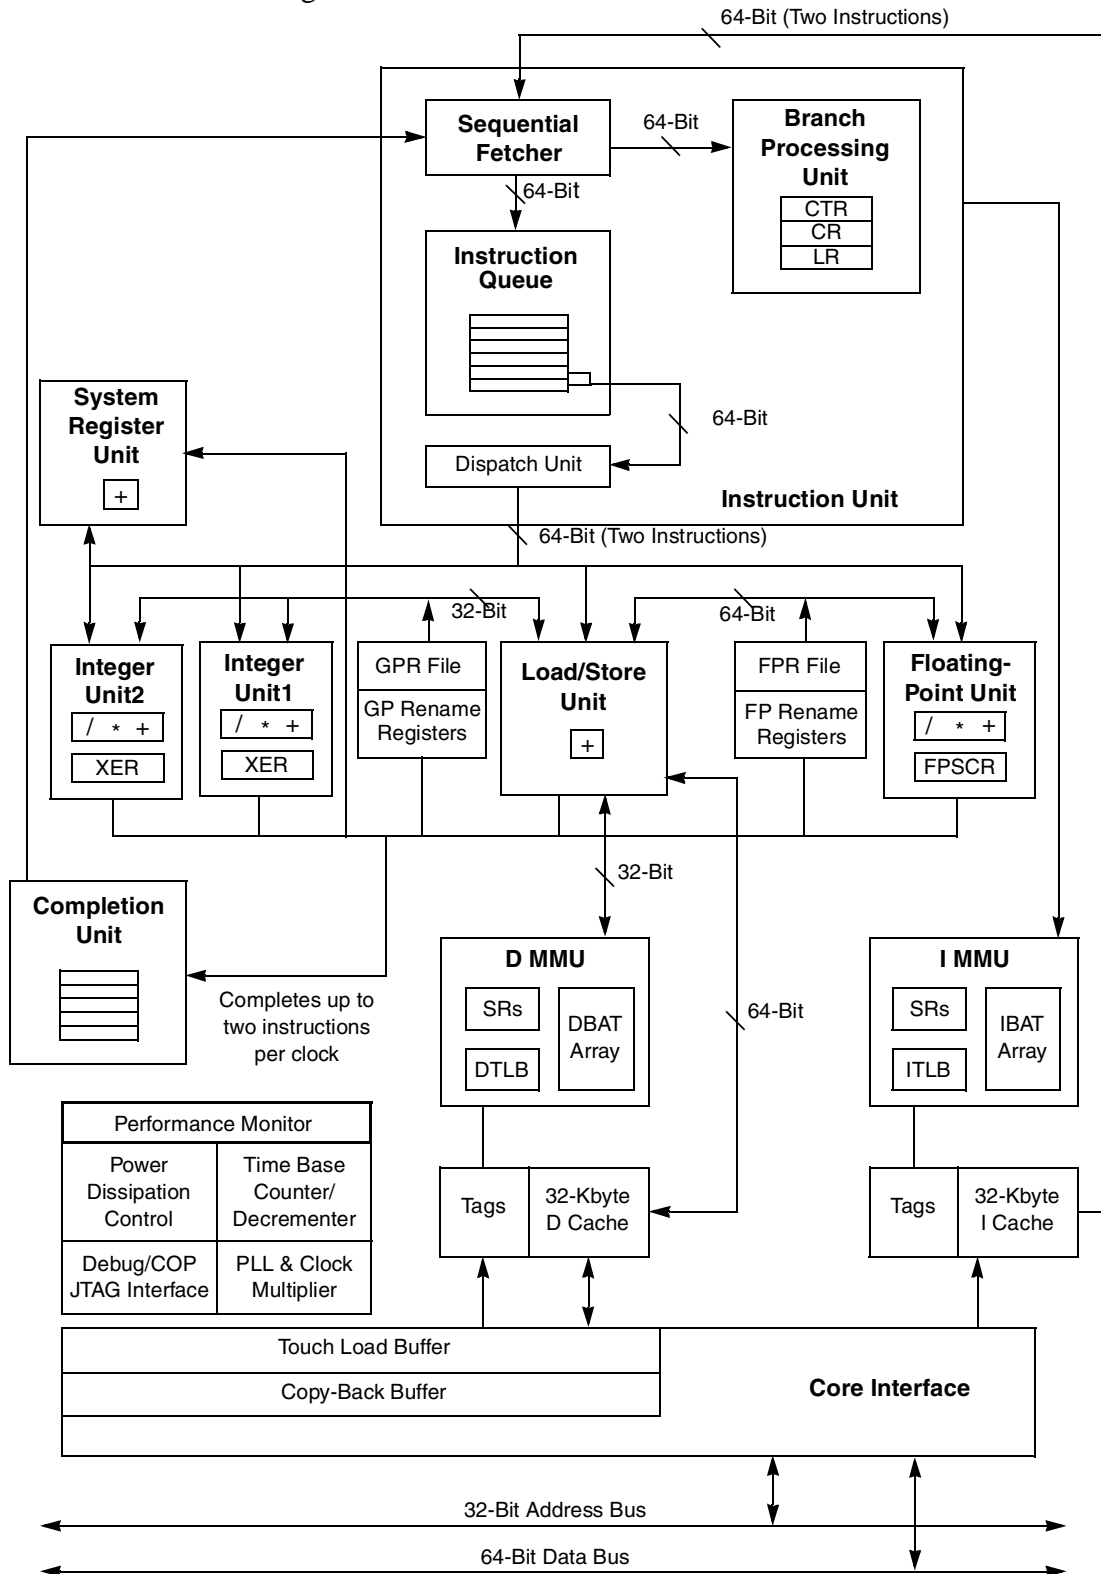 64-Bit (Two Instructions)
Sequential
Fetcher
64-Bit
Branch
Processing
Unit
CTR
CR
LR
64-Bit
Instruction
Queue
64-Bit
Dispatch Unit
Instruction Unit
System
Register
Unit
+
64-Bit (Two Instructions)
32-Bit
64-Bit
Integer
Unit2
/ * +
XER
Integer
Unit1
/ * +
XER
GPR File
GP Rename
Registers
Load/Store
Unit
+
FPR File
FP Rename
Registers
Floating-
Point Unit
/ * +
FPSCR
32-Bit
Completion
Unit
Completes up to
two instructions
per clock
D MMU
SRs
DTLB
DBAT
Array
64-Bit
I MMU
SRs
ITLB
IBAT
Array
Performance Monitor
Power
Dissipation
Control
Time Base
Counter/
Decrementer
Debug/COP
JTAG Interface
PLL & Clock
Multiplier
Tags
32-Kbyte
D Cache
Tags
32-Kbyte
I Cache
Touch Load Buffer
Copy-Back Buffer
Core Interface
32-Bit Address Bus
64-Bit Data Bus